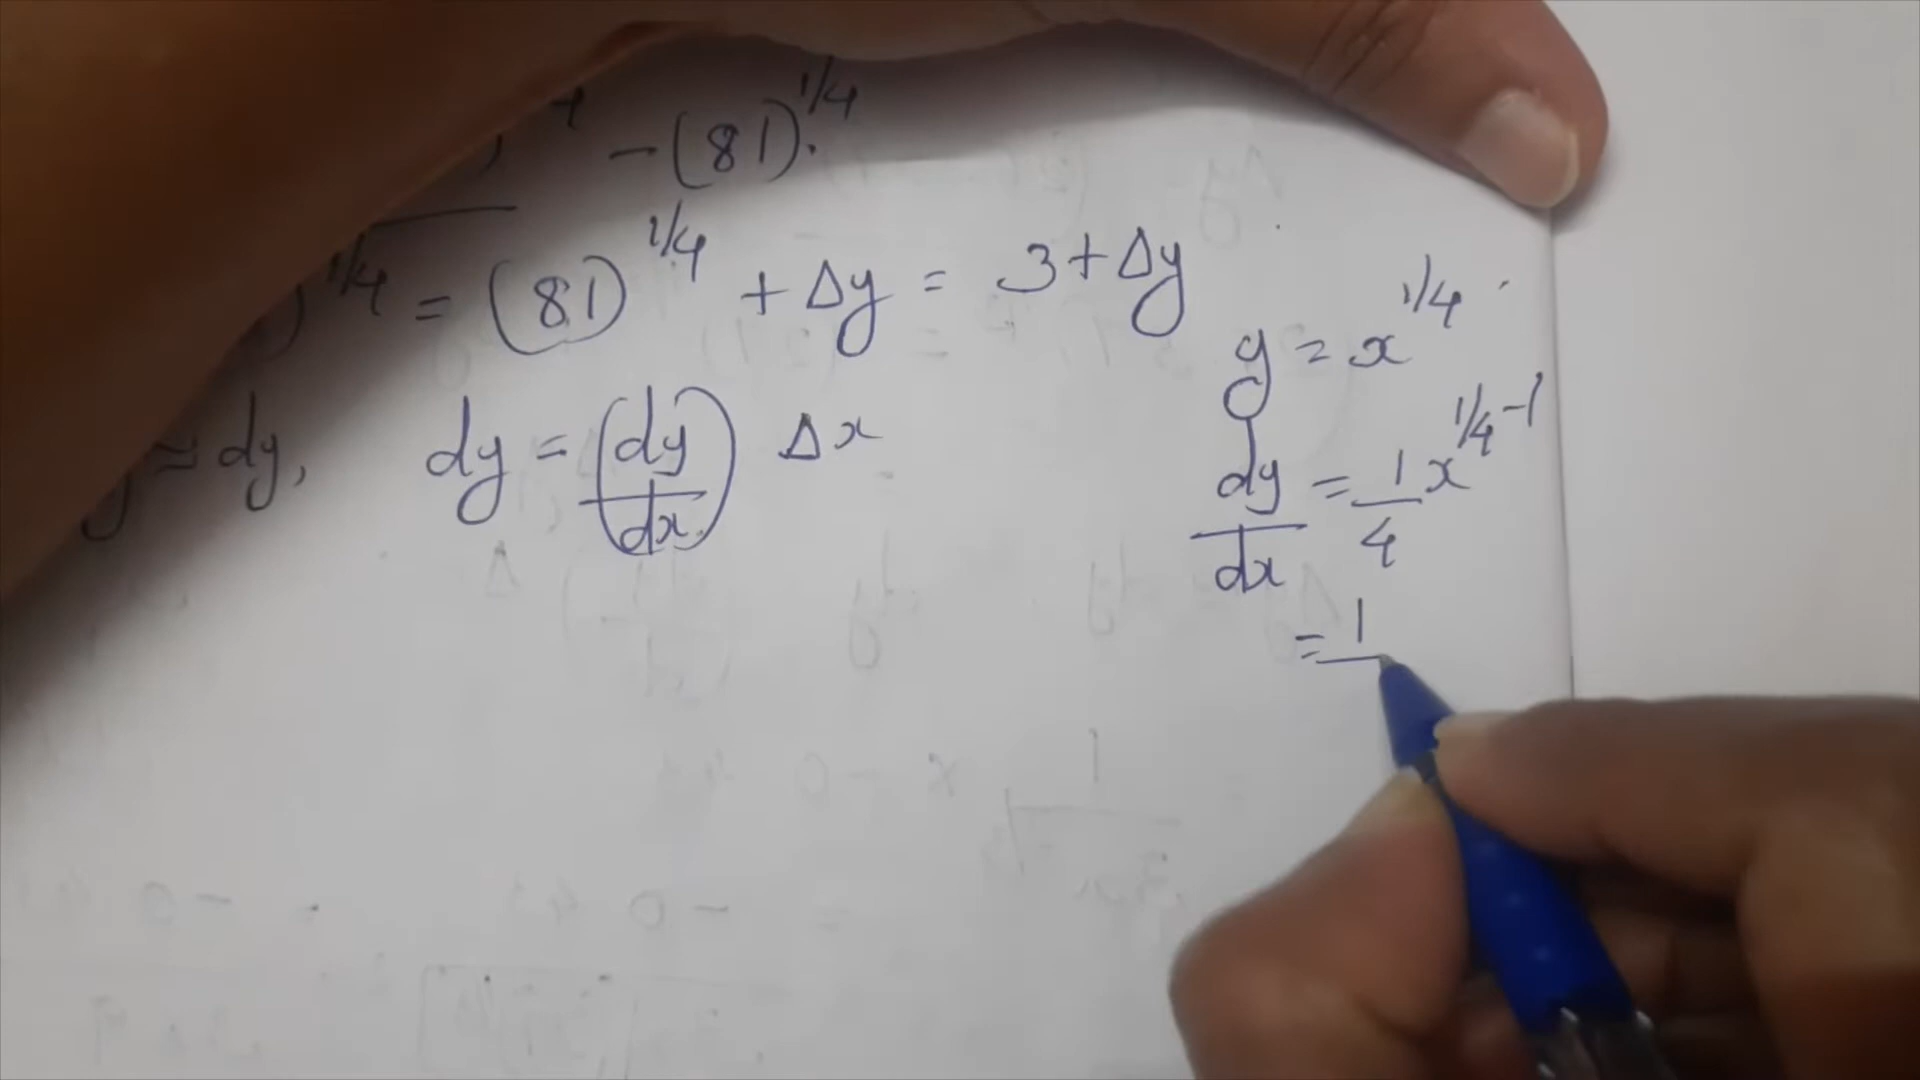 - (81)^1/4.
)^1/4 = (81)^1/4 + Δy = 3 + Δy
y = x^1/4
≈ dy, dy = (dy/dx) Δx
dy/dx = 1/4 x^1/4-1
= 1